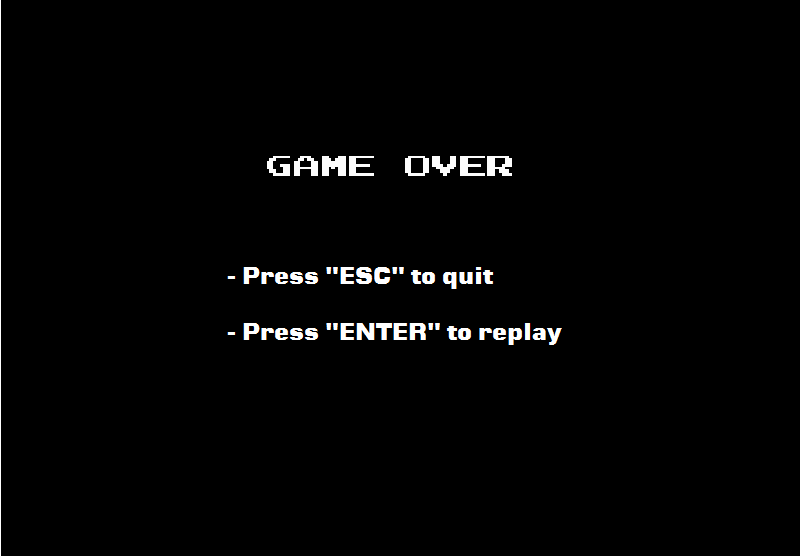 GAME OVER
- Press "ESC" to quit
- Press "ENTER" to replay